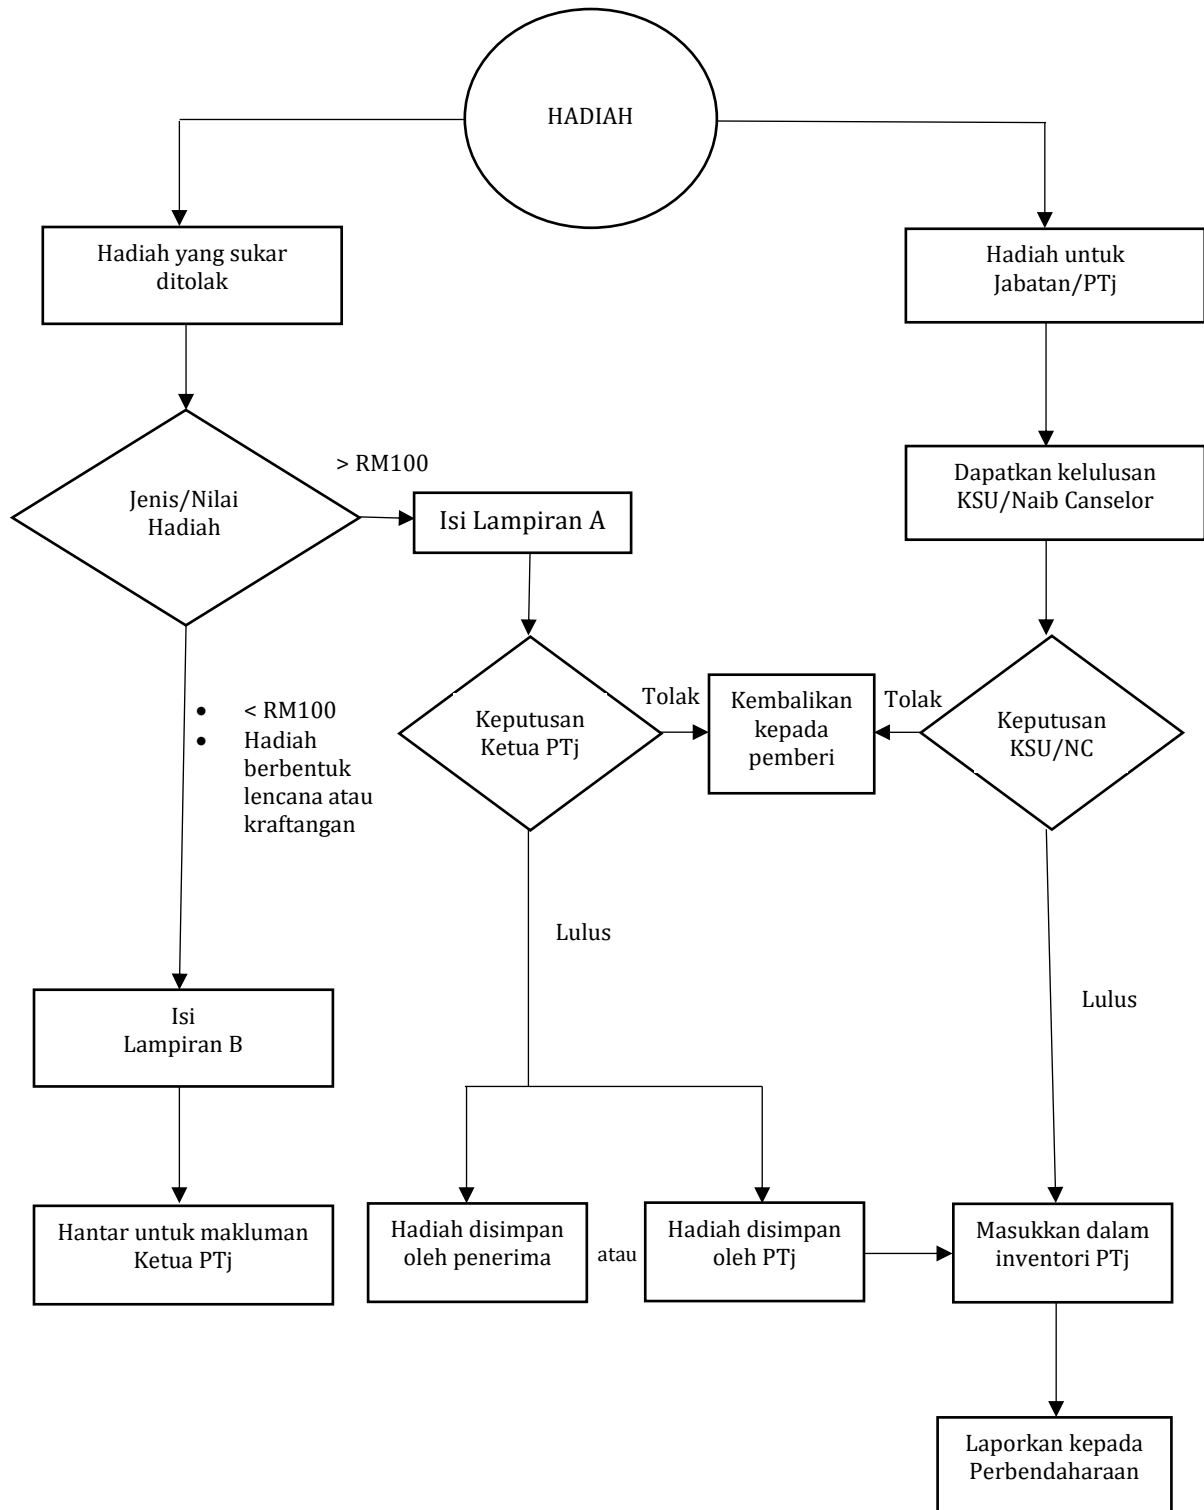 HADIAH
Hadiah yang sukar
ditolak
Hadiah untuk
Jabatan/PTj
> RM100
Jenis/Nilai
Hadiah
Isi Lampiran A
Dapatkan kelulusan
KSU/Naib Canselor
• < RM100
• Hadiah
berbentuk
lencana atau
kraftangan
Keputusan
Ketua PTj
Tolak
Kembalikan
kepada
pemberi
Tolak
Keputusan
KSU/NC
Lulus
Lulus
Isi
Lampiran B
Hantar untuk makluman
Ketua PTj
Hadiah disimpan
oleh penerima
atau
Hadiah disimpan
oleh PTj
Masukkan dalam
inventori PTj
Laporkan kepada
Perbendaharaan